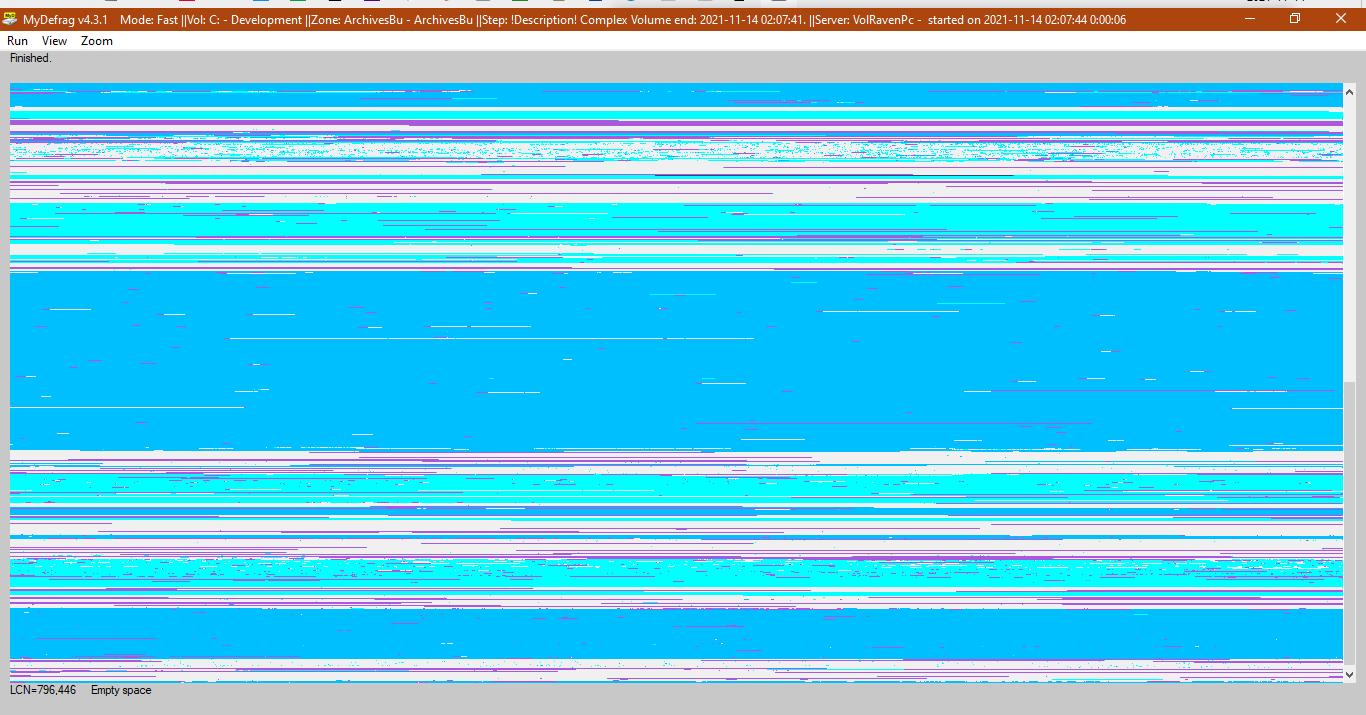 MyDefrag v4.3.1 Mode: Fast ||Vol: C: - Development ||Zone: ArchivesBu - ArchivesBu ||Step: !Description! Complex Volume end: 2021-11-14 02:07:41. ||Server: VolRavenPc - started on 2021-11-14 02:07:44 0:00:06
Run View Zoom
Finished.
LCN=796,446 Empty space